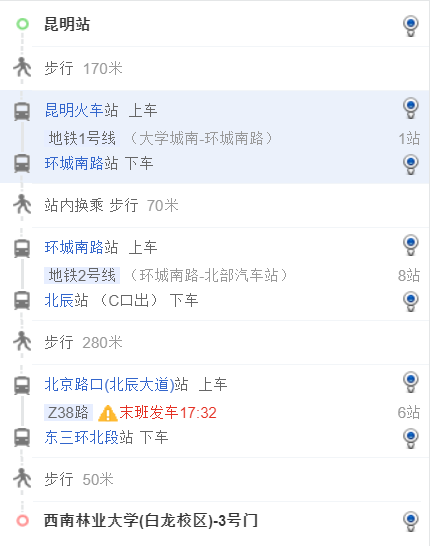 昆明站
步行 170米
昆明火车站 上车
地铁1号线 （大学城南-环城南路） 1站
环城南路站 下车
站内换乘 步行 70米
环城南路站 上车
地铁2号线 （环城南路-北部汽车站） 8站
北辰站 （C口出） 下车
步行 280米
北京路口(北辰大道)站 上车
Z38路 末班发车17:32 6站
东三环北段站 下车
步行 50米
西南林业大学(白龙校区)-3号门